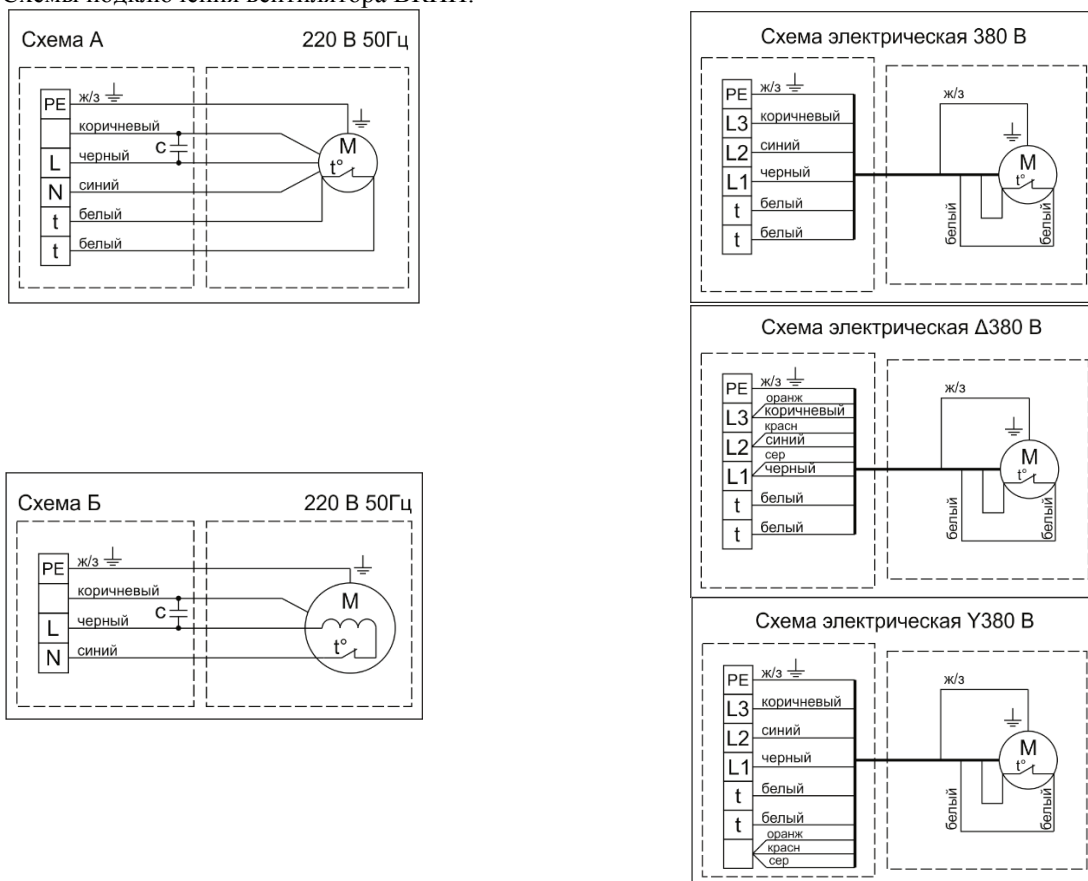 Схемы подключения вентилятора
Схема А 220 В 50Гц
PE ж/з
коричневый
L черный
C
N синий
t белый
t белый
M
t°
Схема Б 220 В 50Гц
PE ж/з
коричневый
L черный
C
N синий
M
t°
Схема электрическая 380 В
PE ж/з
L3 коричневый
L2 синий
L1 черный
t белый
t белый
ж/з
M
t°
белый
белый
Схема электрическая Δ380 В
PE ж/з
оранж
L3 коричневый
красн
L2 синий
сер
L1 черный
t белый
t белый
ж/з
M
t°
белый
белый
Схема электрическая Y380 В
PE ж/з
L3 коричневый
L2 синий
L1 черный
t белый
t белый
оранж
красн
сер
ж/з
M
t°
белый
белый